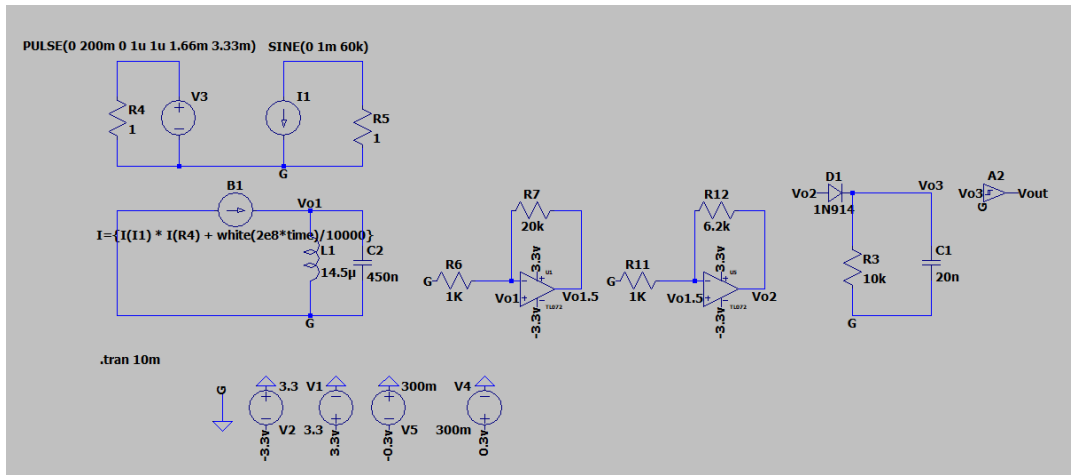 PULSE(0 200m 0 1u 1u 1.66m 3.33m) SINE(0 1m 60k)
R4
1
V3
I1
R5
1
G
B1
Vo1
I={I(I1) * I(R4) + white(2e8*time)/10000}
L1
14.5µ
C2
450n
G
R7
20k
R6
1K
G
3.3v
U1
Vo1
Vo1.5
TL072
-3.3v
R12
6.2k
R11
1K
G
3.3v
U5
Vo1.5
Vo2
TL072
-3.3v
D1
Vo2
1N914
Vo3
R3
10k
C1
20n
G
A2
Vo3
Vout
G
.tran 10m
G
3.3 V1
300m
V4
V2 3.3
V5
300m
-3.3v
3.3v
-0.3v
0.3v